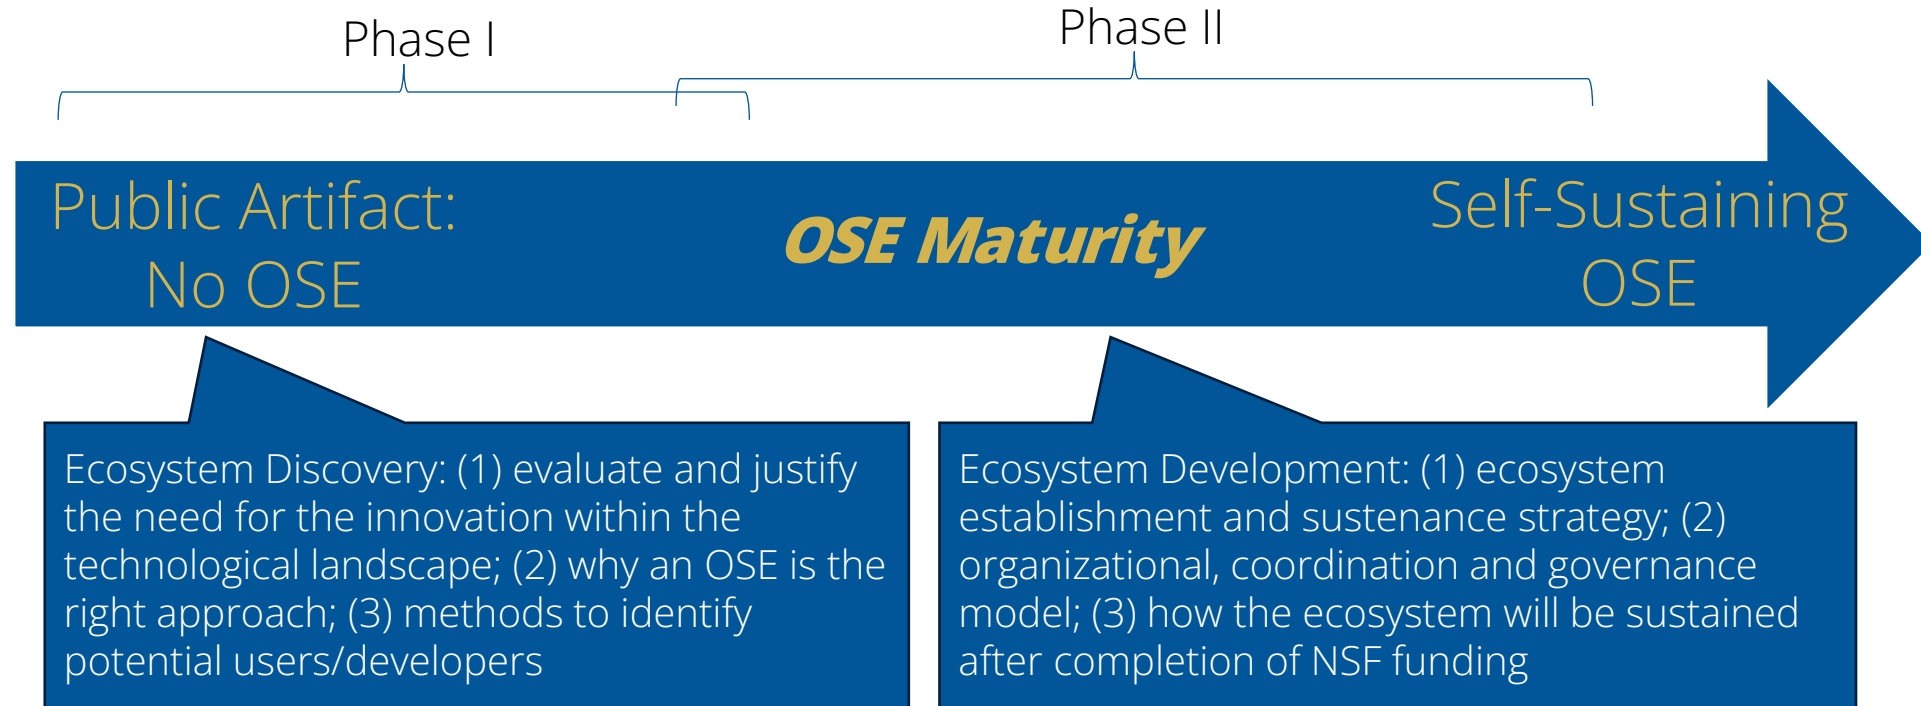 Phase I
Phase II
Public Artifact:
No OSE
OSE Maturity
Self-Sustaining
OSE
Ecosystem Discovery: (1) evaluate and justify
the need for the innovation within the
technological landscape; (2) why an OSE is the
right approach; (3) methods to identify
potential users/developers
Ecosystem Development: (1) ecosystem
establishment and sustenance strategy; (2)
organizational, coordination and governance
model; (3) how the ecosystem will be sustained
after completion of NSF funding